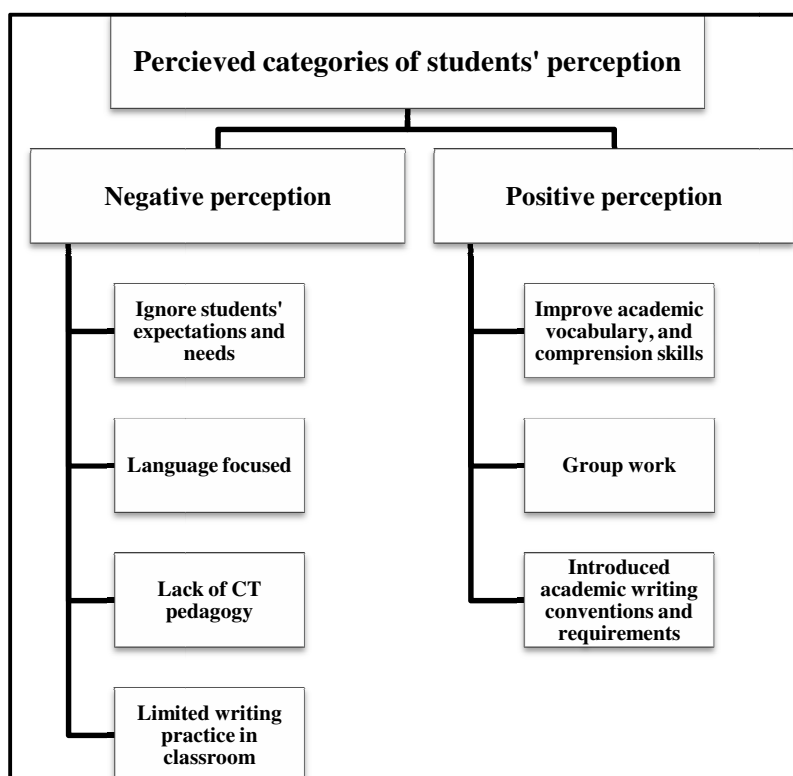 Percieved categories of students' perception
Negative perception
Ignore students'
expectations and
needs
Language focused
Lack of CT
pedagogy
Limited writing
practice in
classroom
Positive perception
Improve academic
vocabulary, and
comprension skills
Group work
Introduced
academic writing
conventions and
requirements